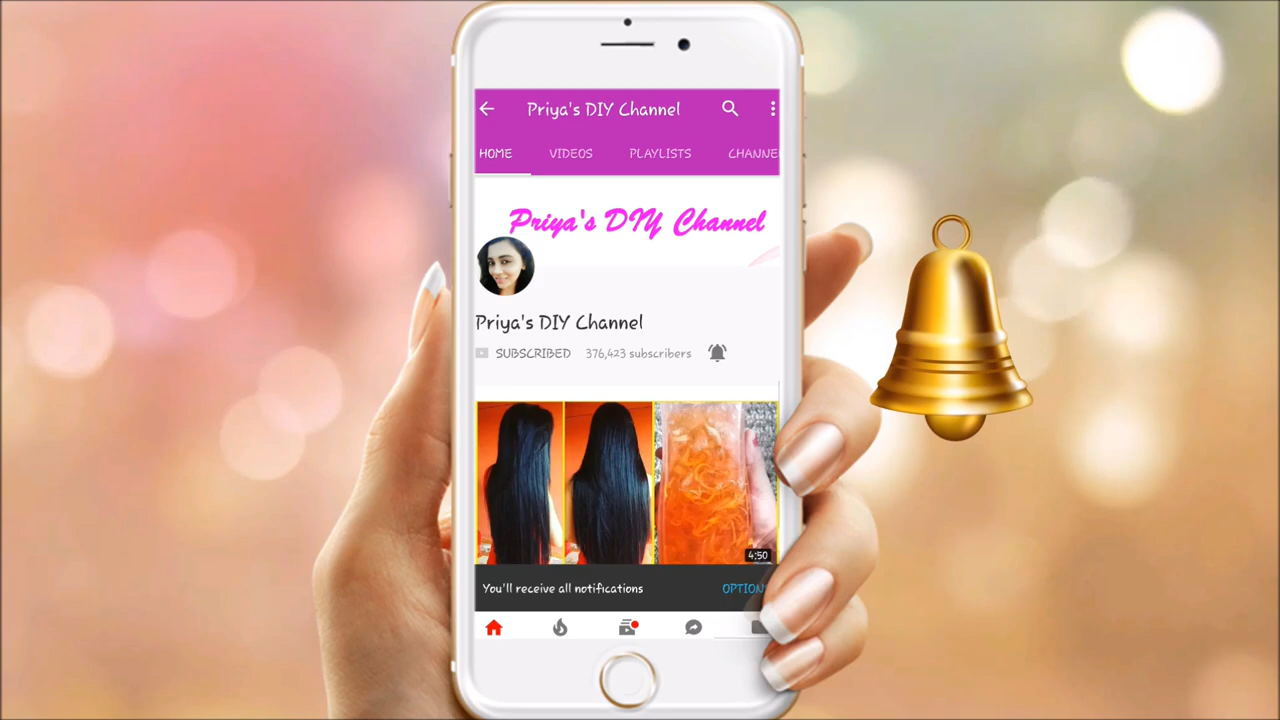 Priya's DIY Channel
HOME VIDEOS PLAYLISTS CHANNE
Priya's DIY Channel
Priya's DIY Channel
SUBSCRIBED 376,423 subscribers
4:50
You'll receive all notifications OPTION